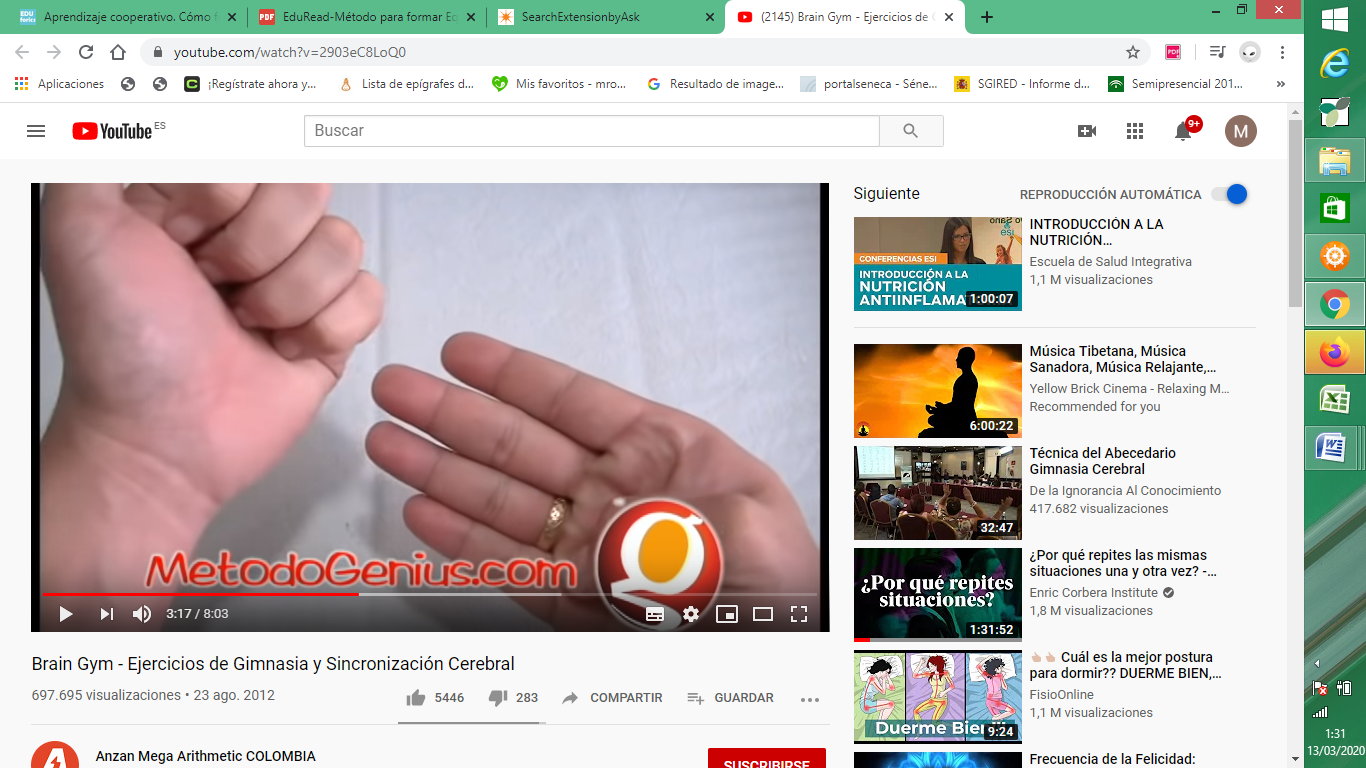 Aprendizaje cooperativo. Cómo f
EduRead-Método para formar Eq
SearchExtensionbyAsk
(2145) Brain Gym - Ejercicios de G
youtube.com/watch?v=2903eC8LoQ0
Aplicaciones
¡Regístrate ahora y...
Lista de epígrafes d...
Mis favoritos - mro...
Resultado de image...
portalseneca - Séne...
SGIRED - Informe d...
Semipresencial 201...
»
YouTube ES
Buscar
9+
M
MetodoGenius.com
3:17 / 8:03
Brain Gym - Ejercicios de Gimnasia y Sincronización Cerebral
697.695 visualizaciones • 23 ago. 2012
5446
283
COMPARTIR
GUARDAR
Anzan Mega Arithmetic COLOMBIA
SUSCRIBIRSE
Siguiente
REPRODUCCIÓN AUTOMÁTICA
CONFERENCIAS ESI
INTRODUCCIÓN A LA
NUTRICIÓN
ANTIINFLAMA
1:00:07
INTRODUCCIÓN A LA
NUTRICIÓN...
Escuela de Salud Integrativa
1,1 M visualizaciones
6:00:22
Música Tibetana, Música
Sanadora, Música Relajante,...
Yellow Brick Cinema - Relaxing M...
Recommended for you
32:47
Técnica del Abecedario
Gimnasia Cerebral
De la Ignorancia Al Conocimiento
417.682 visualizaciones
¿Por qué repites
situaciones?
1:31:52
¿Por qué repites las mismas
situaciones una y otra vez? -...
Enric Corbera Institute
1,8 M visualizaciones
Duerme Bien
9:24
Cuál es la mejor postura
para dormir?? DUERME BIEN,...
FisioOnline
1,1 M visualizaciones
Frecuencia de la Felicidad:
1:31
13/03/2020